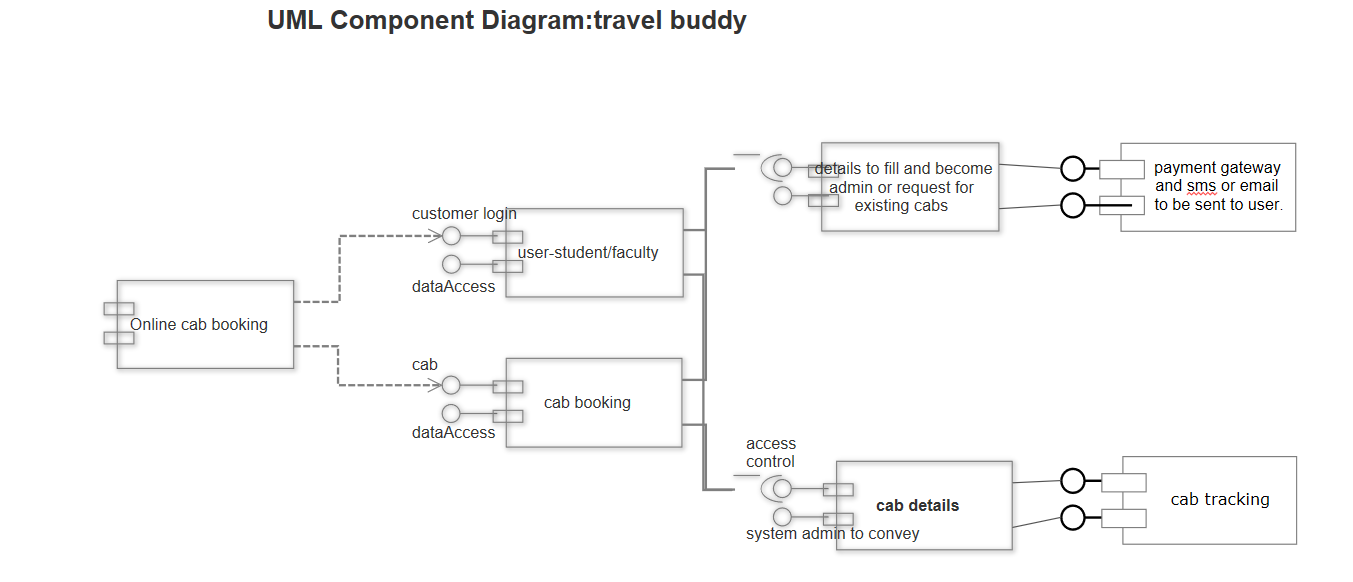 UML Component Diagram:travel buddy
customer login
user-student/faculty
dataAccess
Online cab booking
cab
cab booking
dataAccess
details to fill and become
admin or request for
existing cabs
payment gateway
and sms or email
to be sent to user.
access
control
cab details
system admin to convey
cab tracking